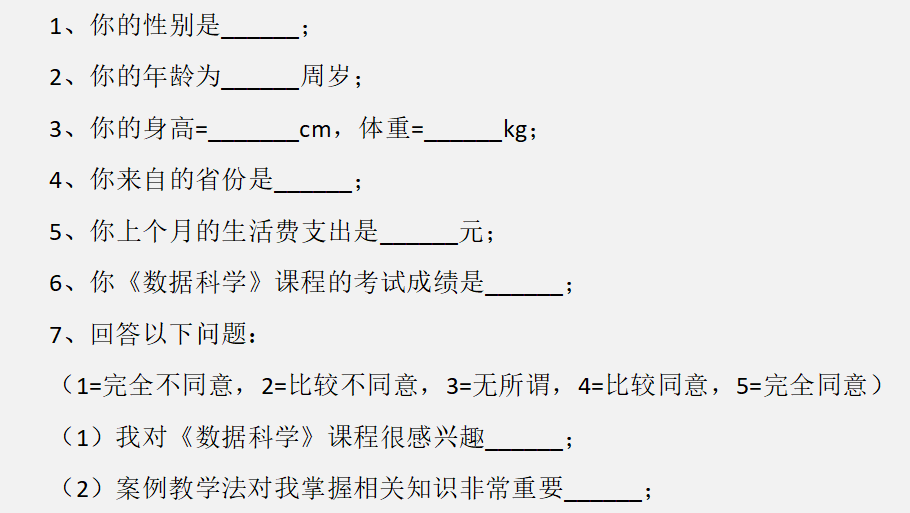 1、你的性别是______；
2、你的年龄为______周岁；
3、你的身高=_______cm，体重=______kg；
4、你来自的省份是______；
5、你上个月的生活费支出是______元；
6、你《数据科学》课程的考试成绩是______；
7、回答以下问题：
（1=完全不同意，2=比较不同意，3=无所谓，4=比较同意，5=完全同意）
（1）我对《数据科学》课程很感兴趣______；
（2）案例教学法对我掌握相关知识非常重要______；